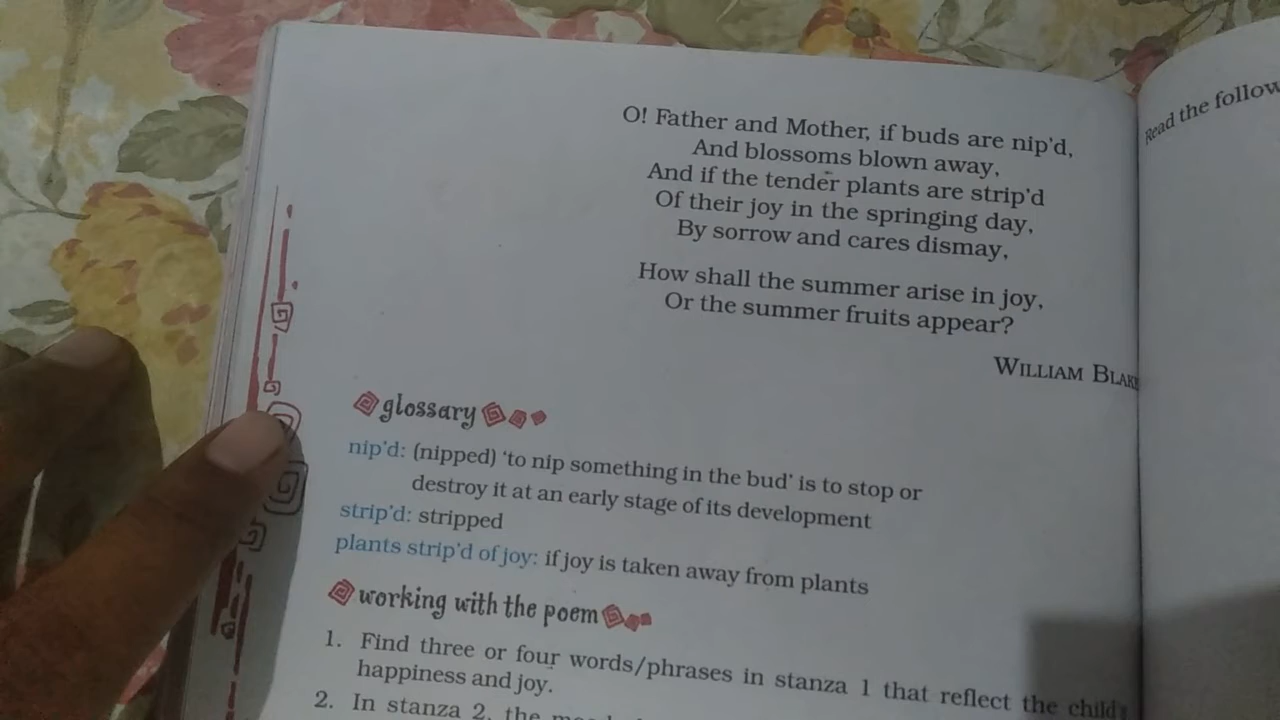 O! Father and Mother, if buds are nip'd,
And blossoms blown away,
And if the tender plants are strip'd
Of their joy in the springing day,
By sorrow and cares dismay,
How shall the summer arise in joy,
Or the summer fruits appear?
WILLIAM BLAKE
glossary
nip'd: (nipped) 'to nip something in the bud' is to stop or
destroy it at an early stage of its development
strip'd: stripped
plants strip'd of joy: if joy is taken away from plants
working with the poem
1. Find three or four words/phrases in stanza 1 that reflect the child's
happiness and joy.
2. In stanza 2, the
Read the follow